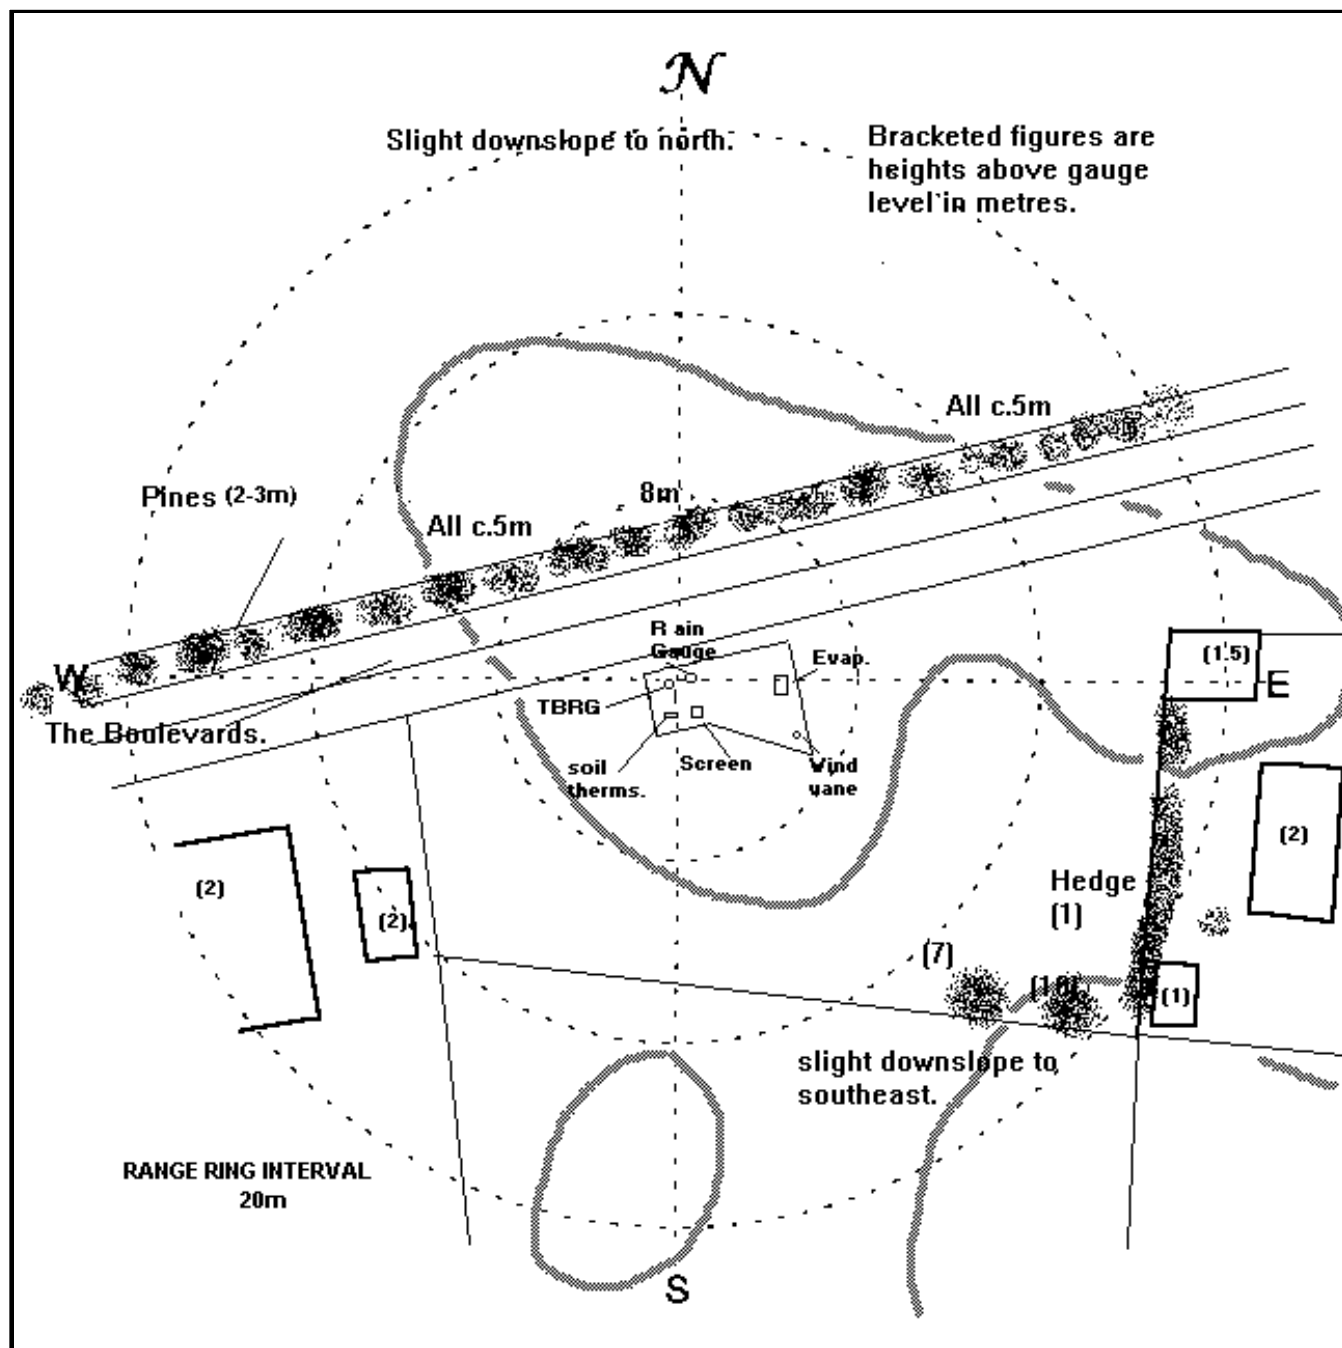 N
Slight downslope to north.
Bracketed figures are
heights above gauge
level in metres.
All c.5m
Pines (2-3m)
8m
All c.5m
Rain
Gauge
Evap.
(1.5)
W
E
TBRG
The Boulevards.
Screen
soil
therms.
Wind
vane
(2)
(2)
(2)
Hedge
(1)
(7)
(1)
slight downslope to
southeast.
RANGE RING INTERVAL
20m
S